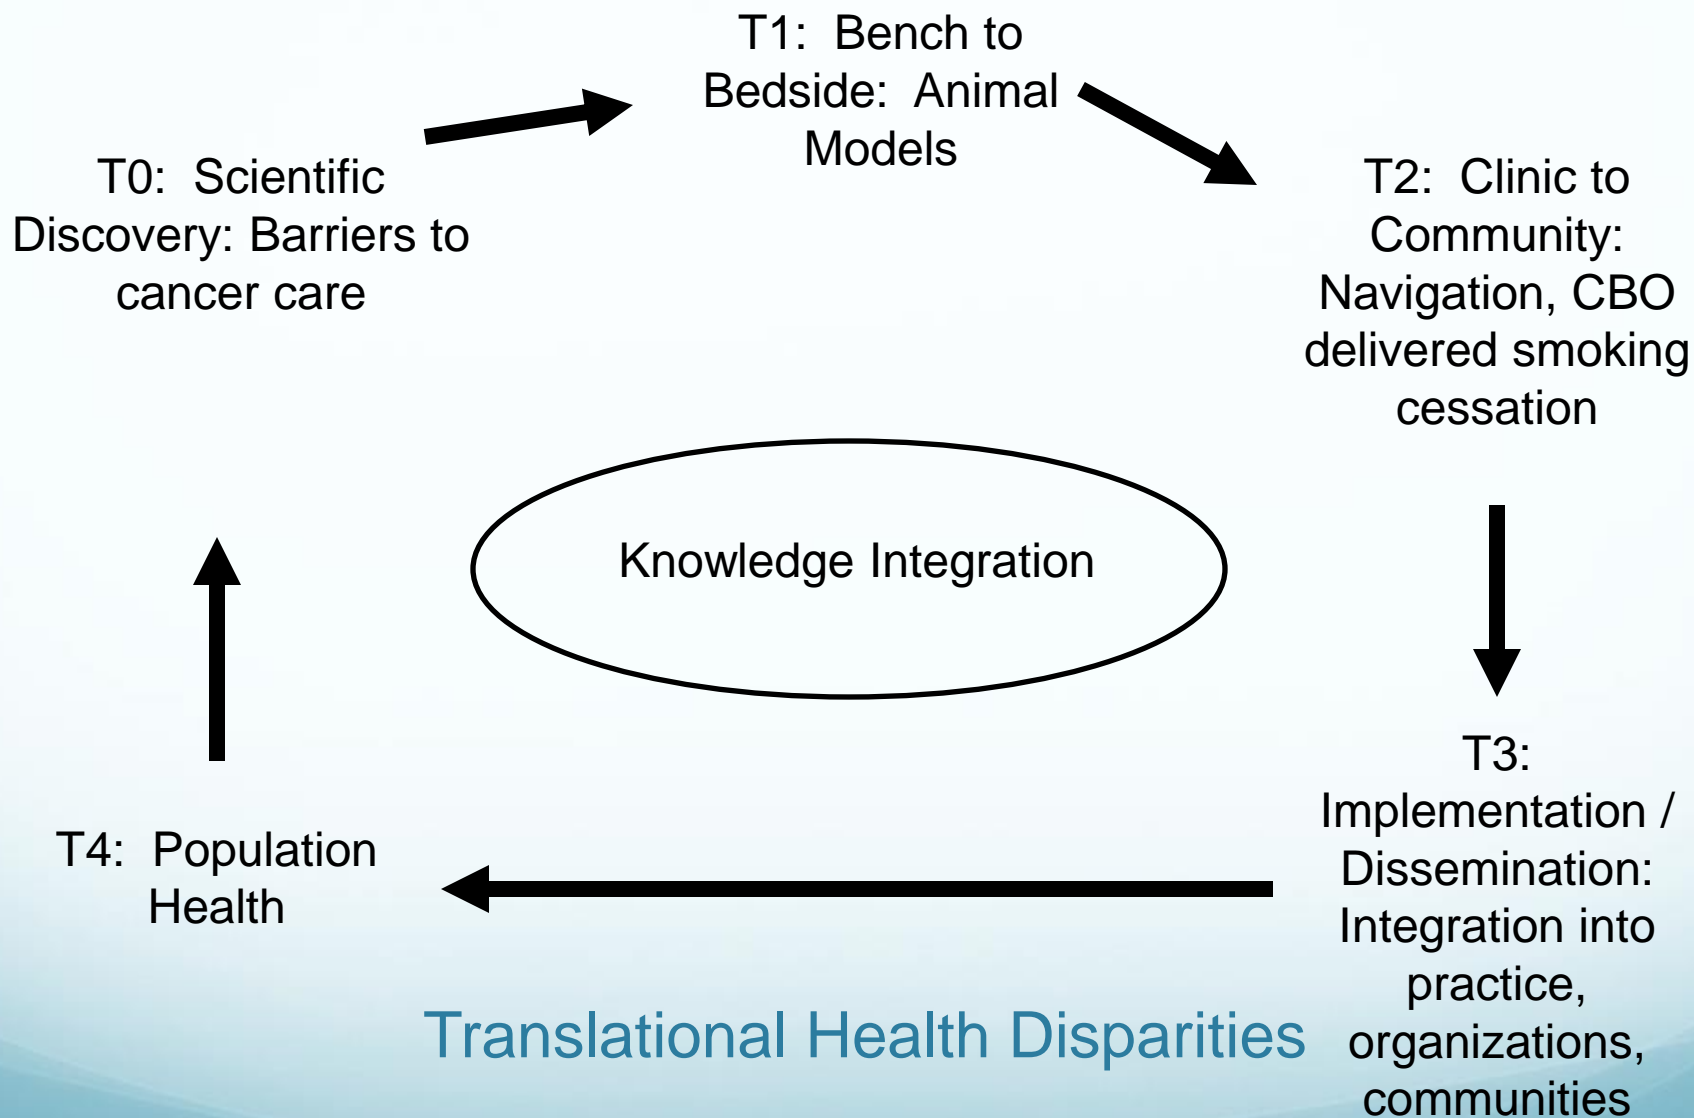 T1: Bench to
Bedside: Animal
Models
T0: Scientific
Discovery: Barriers to
cancer care
T2: Clinic to
Community:
Navigation, CBO
delivered smoking
cessation
Knowledge Integration
T3:
Implementation /
Dissemination:
Integration into
practice,
organizations,
communities
T4: Population
Health
Translational Health Disparities